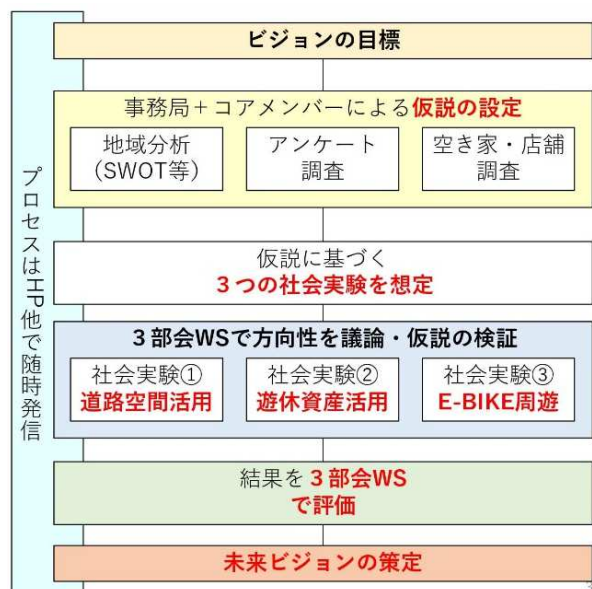 プロセスはHP他で随時発信
ビジョンの目標
事務局＋コアメンバーによる仮説の設定
地域分析
(SWOT等)
アンケート
調査
空き家・店舗
調査
仮説に基づく
３つの社会実験を想定
３部会WSで方向性を議論・仮説の検証
社会実験①
道路空間活用
社会実験②
遊休資産活用
社会実験③
E-BIKE周遊
結果を３部会WS
で評価
未来ビジョンの策定